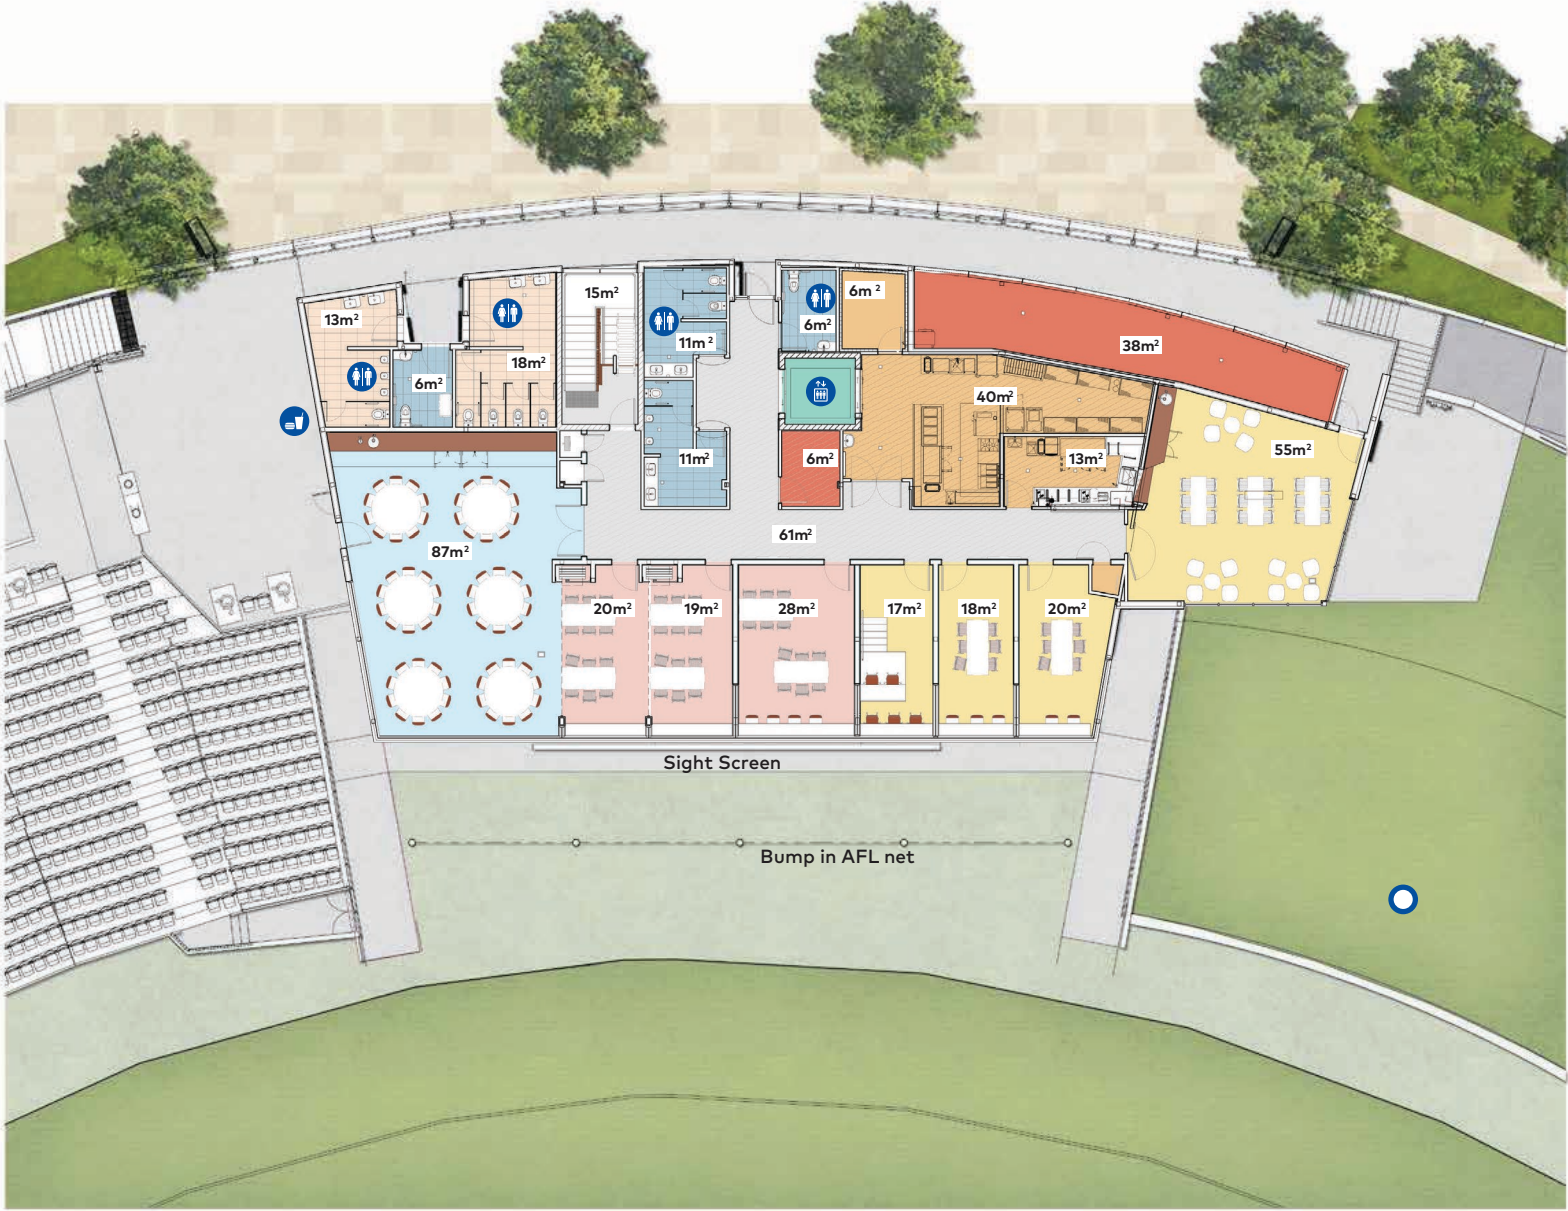 15m²
6m²
13m²
11m²
6m²
38m²
18m²
6m²
40m²
55m²
11m²
6m²
13m²
61m²
87m²
20m²
19m²
28m²
17m²
18m²
20m²
Sight Screen
Bump in AFL net